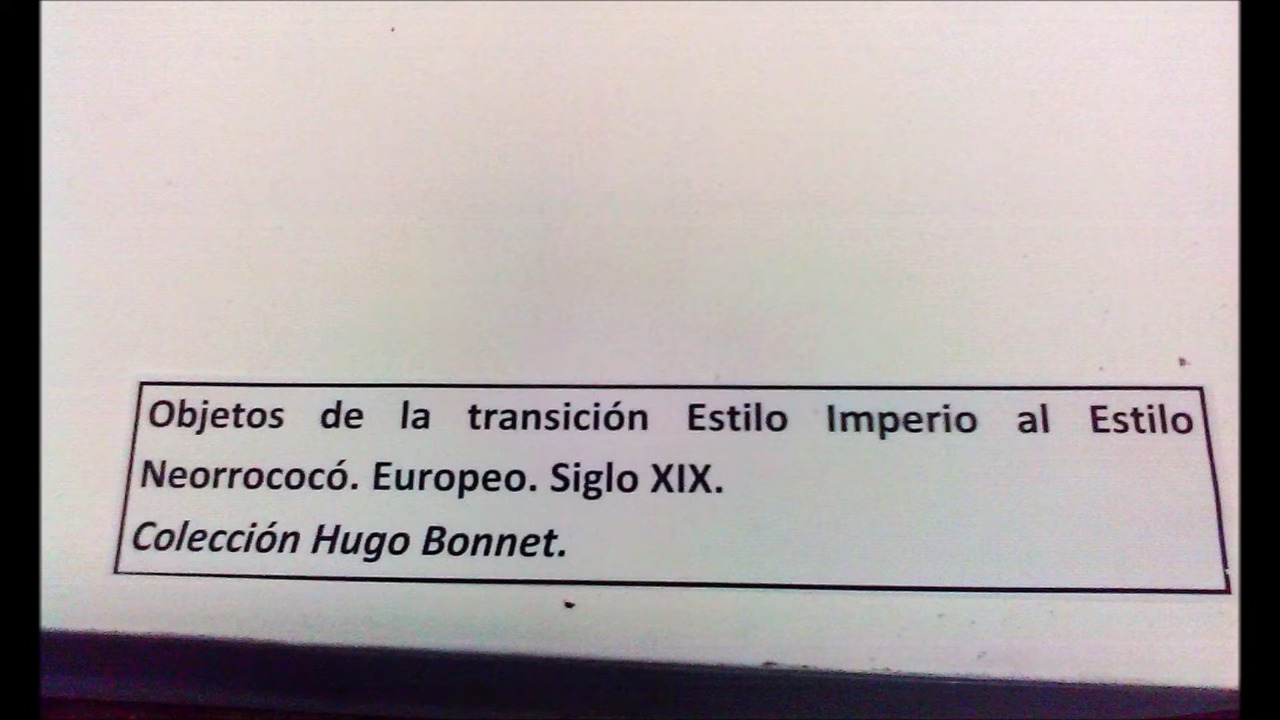 Objetos de la transición Estilo Imperio al Estilo
Neorrococó. Europeo. Siglo XIX.
Colección Hugo Bonnet.